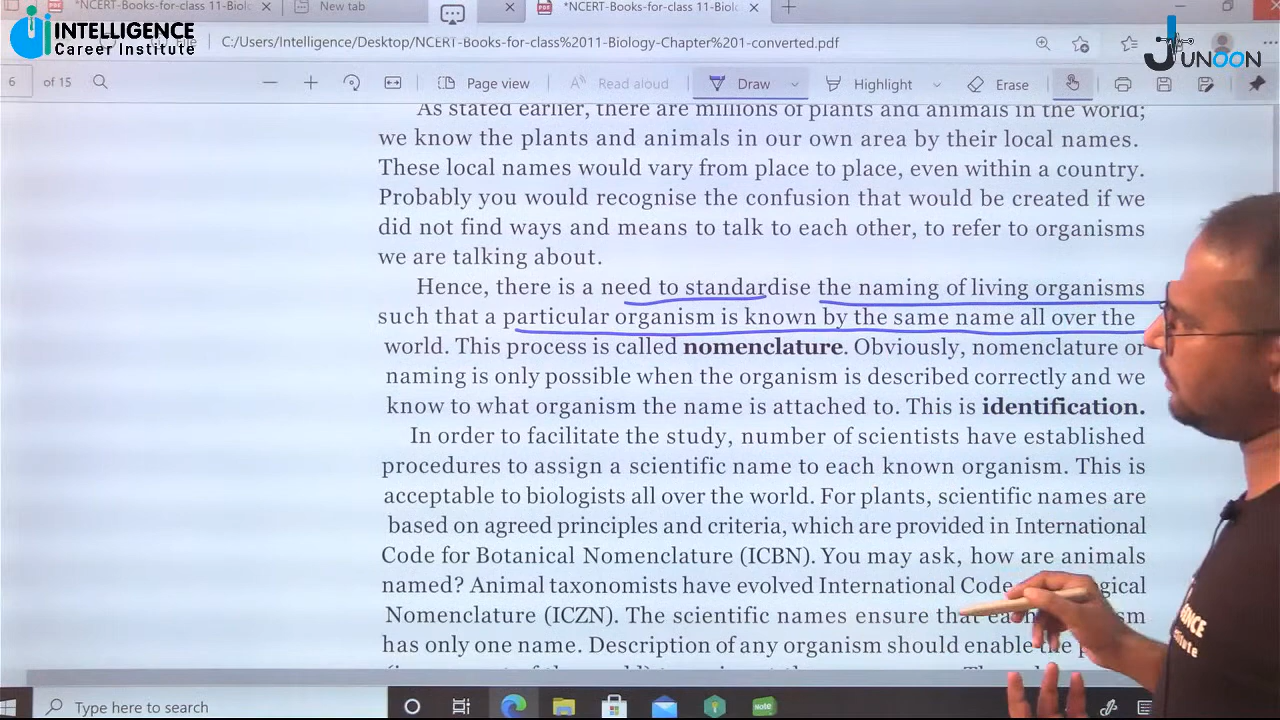 INTELLIGENCE
Career Institute
*NCERT-Books-for-class 11-Biol
New tab
*NCERT-Books-for-class 11-Biolo
C:/Users/Intelligence/Desktop/NCERT-Books-for-class%2011-Biology-Chapter%201-converted.pdf
JUNOON
6 of 15
Page view
Read aloud
Draw
Highlight
Erase
As stated earlier, there are millions of plants and animals in the world;
we know the plants and animals in our own area by their local names.
These local names would vary from place to place, even within a country.
Probably you would recognise the confusion that would be created if we
did not find ways and means to talk to each other, to refer to organisms
we are talking about.
Hence, there is a need to standardise the naming of living organisms
such that a particular organism is known by the same name all over the
world. This process is called nomenclature. Obviously, nomenclature or
naming is only possible when the organism is described correctly and we
know to what organism the name is attached to. This is identification.
In order to facilitate the study, number of scientists have established
procedures to assign a scientific name to each known organism. This is
acceptable to biologists all over the world. For plants, scientific names are
based on agreed principles and criteria, which are provided in International
Code for Botanical Nomenclature (ICBN). You may ask, how are animals
named? Animal taxonomists have evolved International Code gical
Nomenclature (ICZN). The scientific names ensure that each sm
has only one name. Description of any organism should enable the p
Type here to search
Note
ENCE
stitute